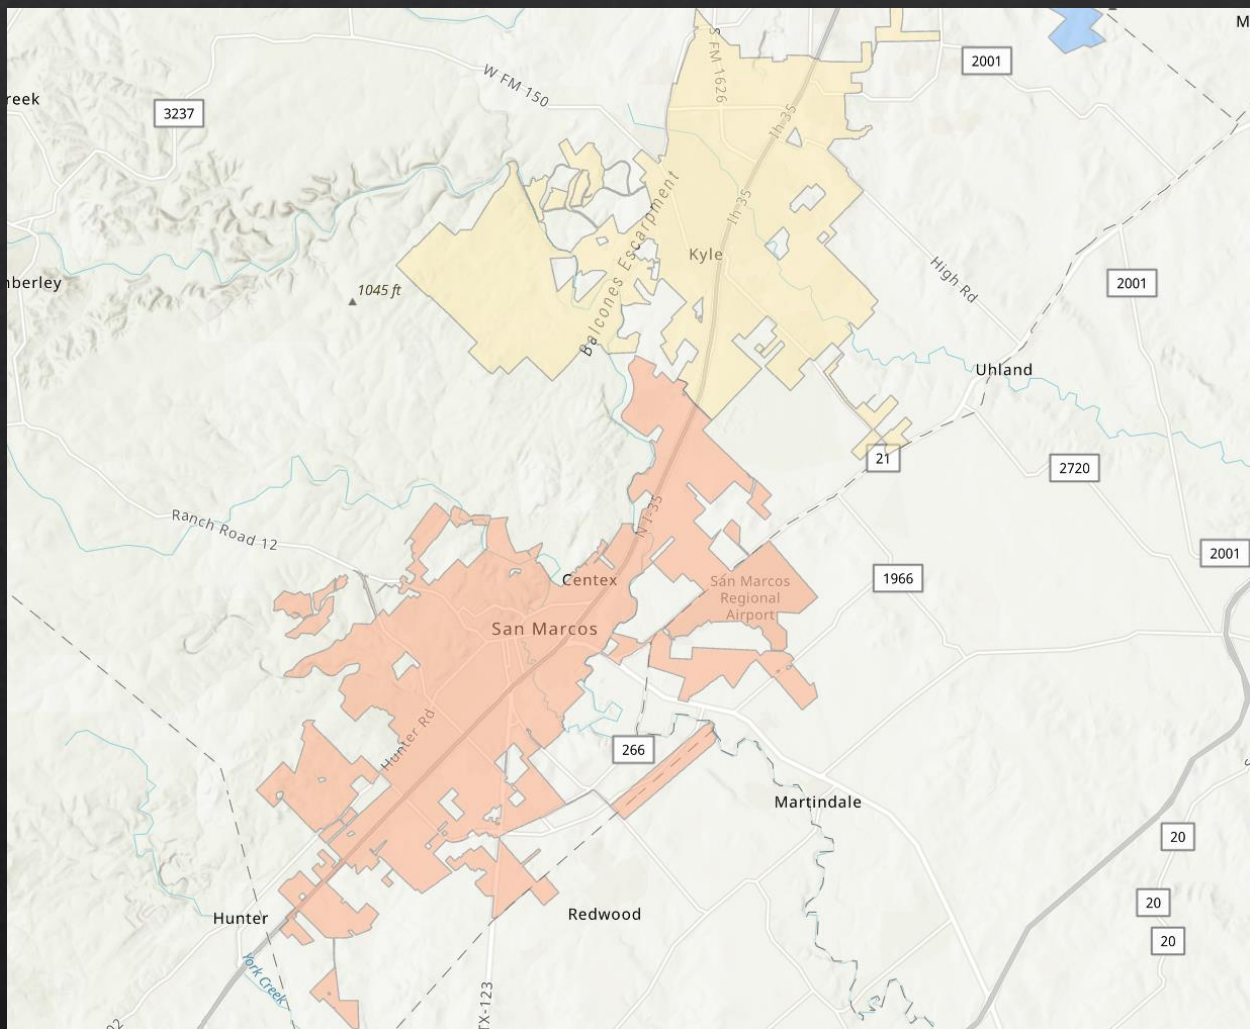 M
2001
S FM 1626
W FM 150
reek
3237
Ih 35
Ih 35
Balcones Escarpment
Kyle
mberley
1045 ft
High Rd
2001
Uhland
21
2720
N I-35
Ranch Road 12
2001
Centex
1966
San Marcos
Regional
Airport
San Marcos
Hunter Rd
266
Martindale
20
20
Hunter
Redwood
20
York Creek
TX-123